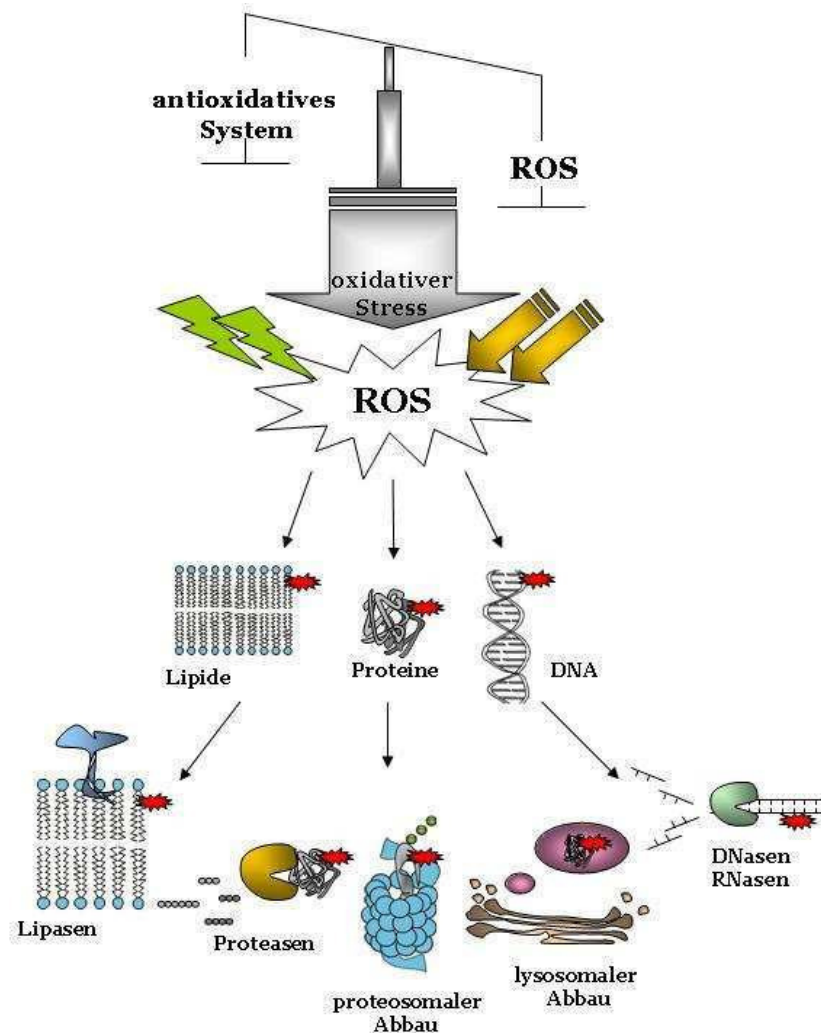 antioxidatives
System
ROS
oxidativer
Stress
ROS
Lipide
Proteine
DNA
Lipasen
Proteasen
proteosomaler
Abbau
lysosomaler
Abbau
DNasen
RNasen